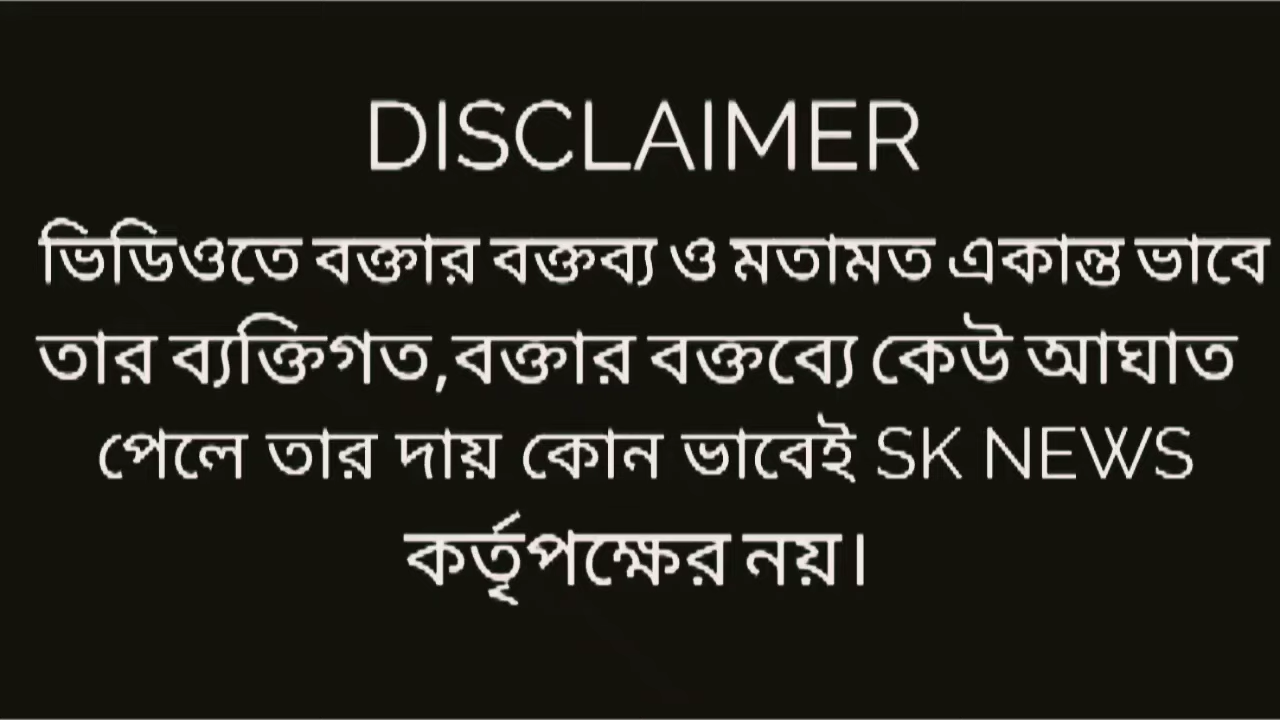 DISCLAIMER
ভিডিওতে বক্তার বক্তব্য ও মতামত একান্ত ভাবে
তার ব্যক্তিগত,বক্তার বক্তব্যে কেউ আঘাত
পেলে তার দায় কোন ভাবেই SK NEWS
কর্তৃপক্ষের নয়।